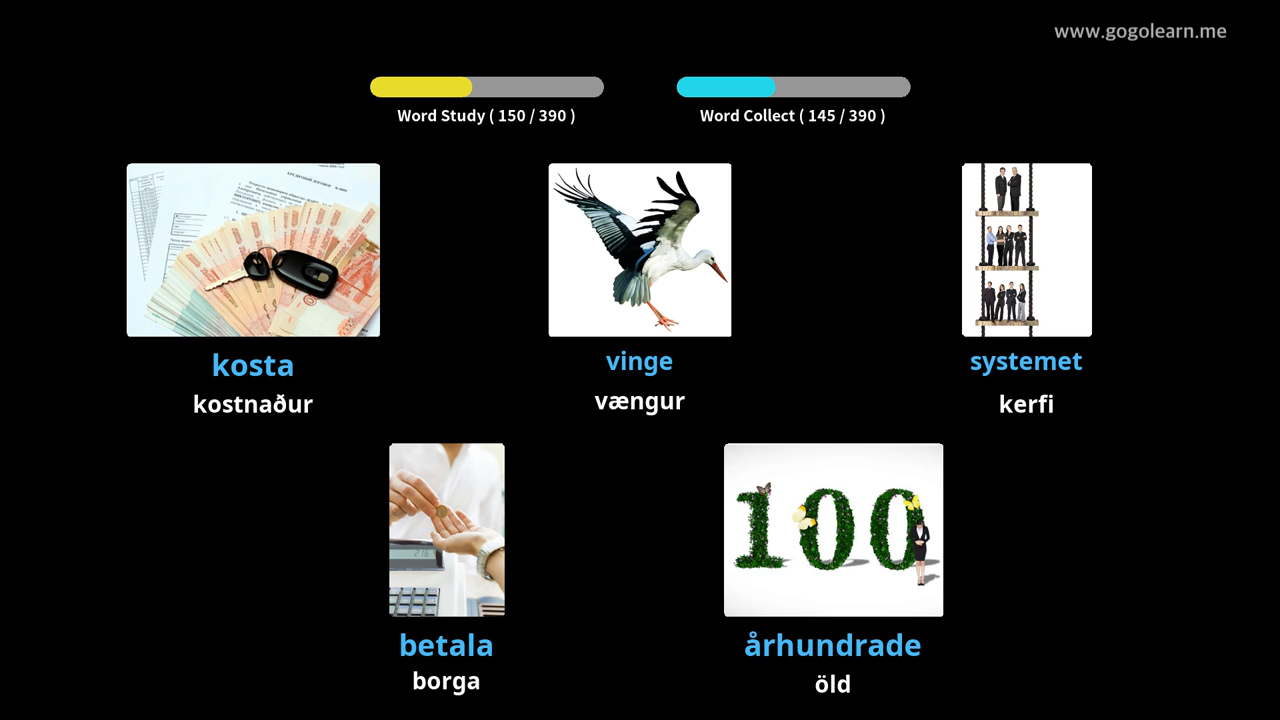 www.gogolearn.me
Word Study ( 150 / 390 )
Word Collect ( 145 / 390 )
kosta
kostnaður
vinge
vængur
systemet
kerfi
betala
borga
100
århundrade
öld